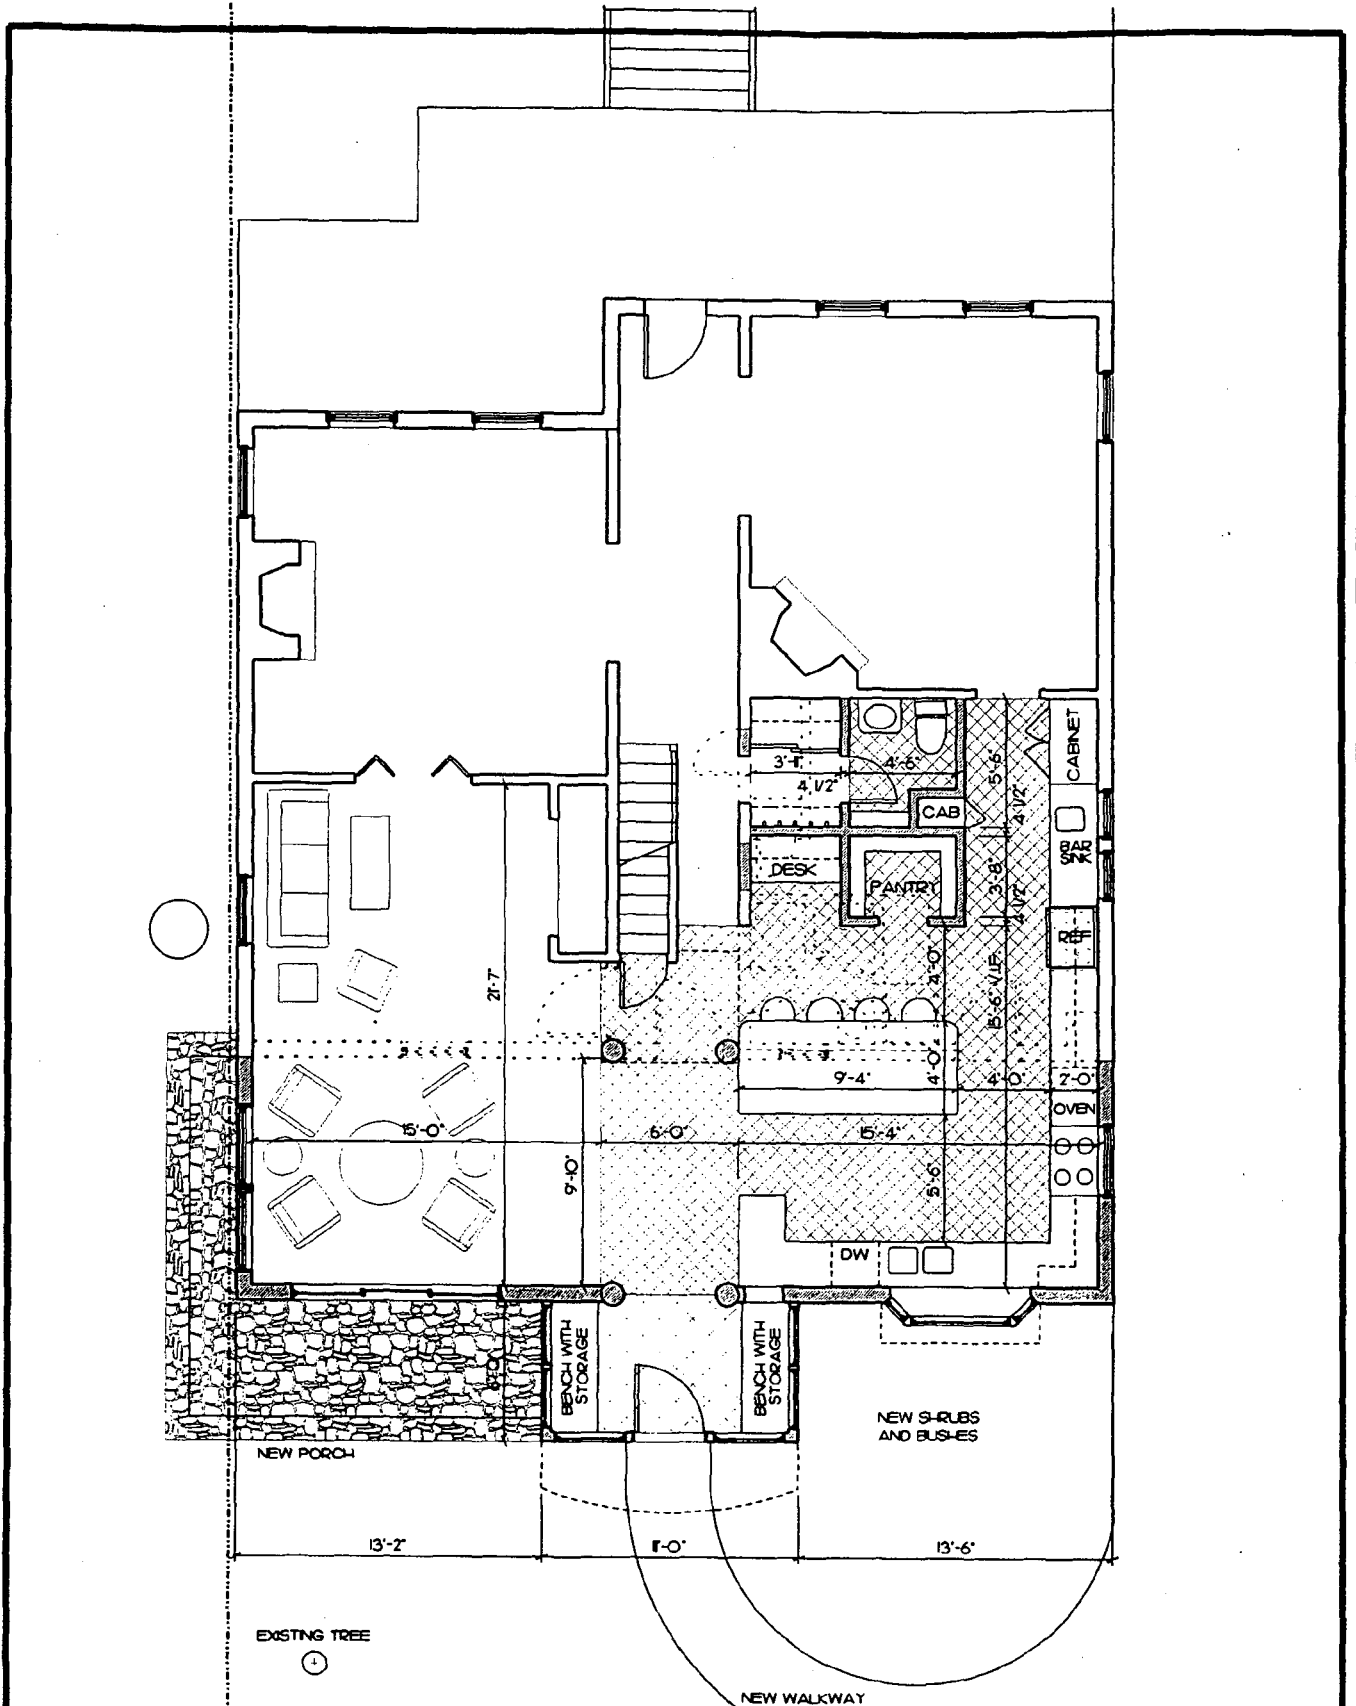 CABINET
3'-11"
4'-6"
5'-6"
4 1/2"
4 1/2"
CAB
BAR
SINK
DESK
PANTRY
3'-8"
4 1/2"
REF
4'-0"
15'-6" V.I.F.
21'-7"
9'-4"
4'-0"
4'-0"
2'-0"
OVEN
15'-0"
6'-0"
15'-4"
9'-10"
5'-6"
DW
BENCH WITH
STORAGE
BENCH WITH
STORAGE
6'-0"
NEW SHRUBS
AND BUSHES
NEW PORCH
13'-2"
11'-0"
13'-6"
EXISTING TREE
NEW WALKWAY